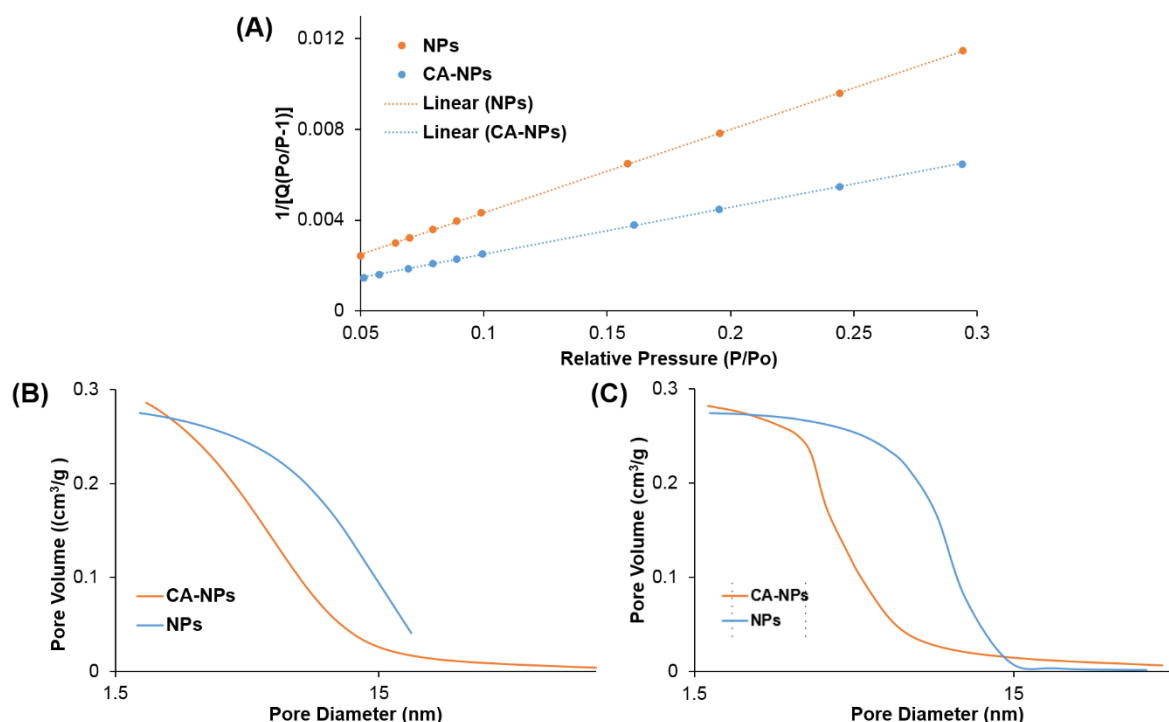 (A)
0.012
0.008
0.004
0
1/[Q(Po/P-1)]
NPs
CA-NPs
Linear (NPs)
Linear (CA-NPs)
0.05
0.1
0.15
0.2
0.25
0.3
Relative Pressure (P/Po)
(B)
0.3
0.2
0.1
0
Pore Volume ((cm³/g )
CA-NPs
NPs
1.5
15
Pore Diameter (nm)
(C)
0.3
0.2
0.1
0
Pore Volume (cm³/g)
CA-NPs
NPs
1.5
15
Pore Diameter (nm)